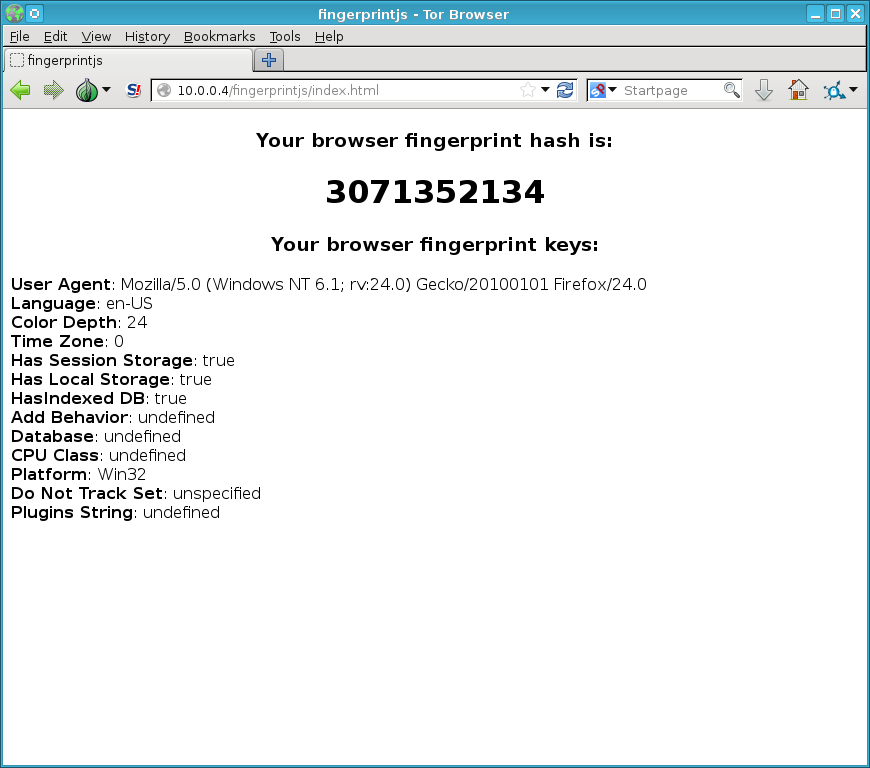 fingerprintjs - Tor Browser
File Edit View History Bookmarks Tools Help
fingerprintjs
S! 10.0.0.4/fingerprintjs/index.html Startpage
Your browser fingerprint hash is:
3071352134
Your browser fingerprint keys:
User Agent: Mozilla/5.0 (Windows NT 6.1; rv:24.0) Gecko/20100101 Firefox/24.0
Language: en-US
Color Depth: 24
Time Zone: 0
Has Session Storage: true
Has Local Storage: true
HasIndexed DB: true
Add Behavior: undefined
Database: undefined
CPU Class: undefined
Platform: Win32
Do Not Track Set: unspecified
Plugins String: undefined